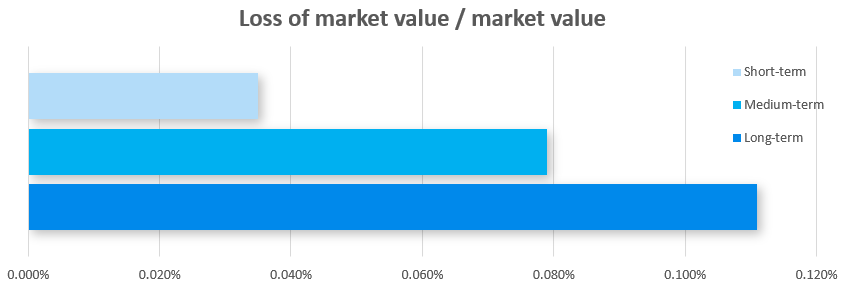 Loss of market value / market value
Short-term
Medium-term
Long-term
0.000%
0.020%
0.040%
0.060%
0.080%
0.100%
0.120%